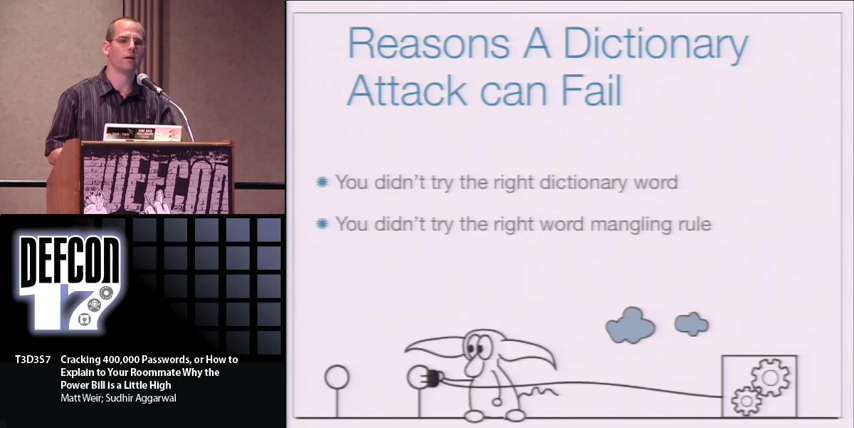 Reasons A Dictionary
Attack can Fail
You didn't try the right dictionary word
You didn't try the right word mangling rule
DEFCON
DEFCON
17
T3D3S7 Cracking 400,000 Passwords, or How to
Explain to Your Roommate Why the
Power Bill is a Little High
Matt Weir; Sudhir Aggarwal